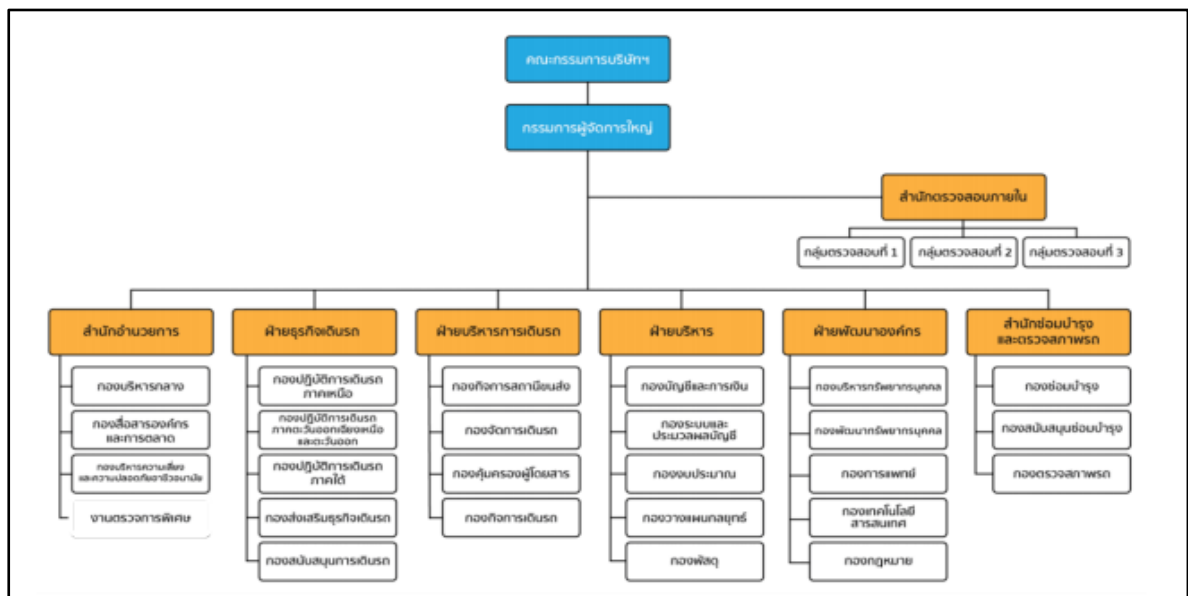 คณะกรรมการบริษัทฯ
กรรมการผู้จัดการใหญ่
สำนักตรวจสอบภายใน
กลุ่มตรวจสอบที่ 1
กลุ่มตรวจสอบที่ 2
กลุ่มตรวจสอบที่ 3
สำนักอำนวยการ
กองบริหารกลาง
กองสื่อสารองค์กร
และการตลาด
กองบริหารความเสี่ยง
และความปลอดภัยอาชีวอนามัย
งานตรวจการพิเศษ
ฝ่ายธุรกิจเดินรถ
กองปฏิบัติการเดินรถ
ภาคเหนือ
กองปฏิบัติการเดินรถ
ภาคตะวันออกเฉียงเหนือ
และตะวันออก
กองปฏิบัติการเดินรถ
ภาคใต้
กองส่งเสริมธุรกิจเดินรถ
กองสนับสนุนการเดินรถ
ฝ่ายบริหารการเดินรถ
กองกิจการสถานีขนส่ง
กองจัดการเดินรถ
กองคุ้มครองผู้โดยสาร
กองกิจการเดินรถ
ฝ่ายบริหาร
กองบัญชีและการเงิน
กองระบบและ
ประมวลผลบัญชี
กองงบประมาณ
กองวางแผนกลยุทธ์
กองพัสดุ
ฝ่ายพัฒนาองค์กร
กองบริหารทรัพยากรบุคคล
กองพัฒนาทรัพยากรบุคคล
กองการแพทย์
กองเทคโนโลยี
สารสนเทศ
กองกฎหมาย
สำนักซ่อมบำรุง
และตรวจสภาพรถ
กองซ่อมบำรุง
กองสนับสนุนซ่อมบำรุง
กองตรวจสภาพรถ